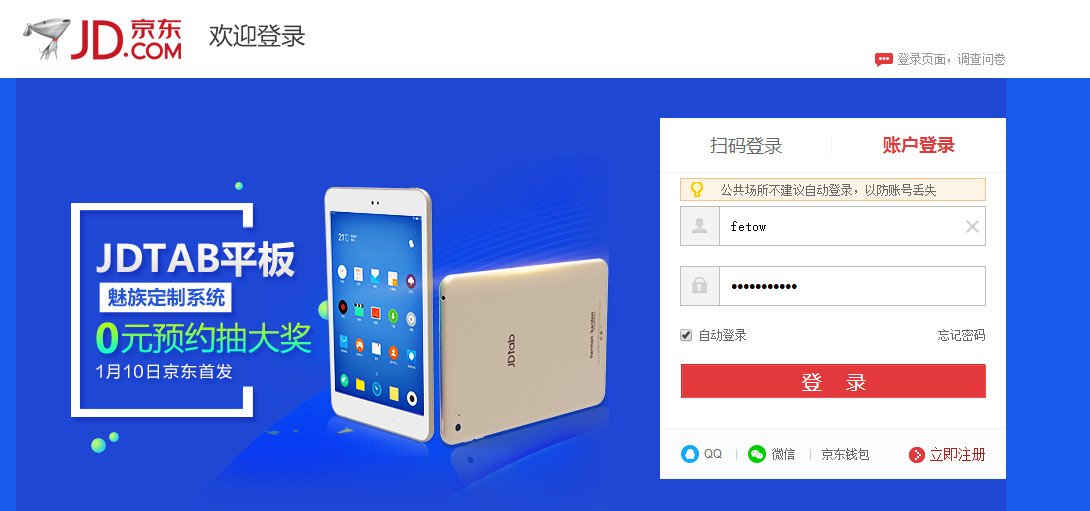 JD.COM 京东 欢迎登录
登录页面，调查问卷
扫码登录 账户登录
公共场所不建议自动登录，以防账号丢失
fetow
•••••••••••
自动登录 忘记密码
登 录
QQ 微信 京东钱包 立即注册
JDTAB平板
魅族定制系统
0元预约抽大奖
1月10日京东首发
21
JDtab
harman kardon